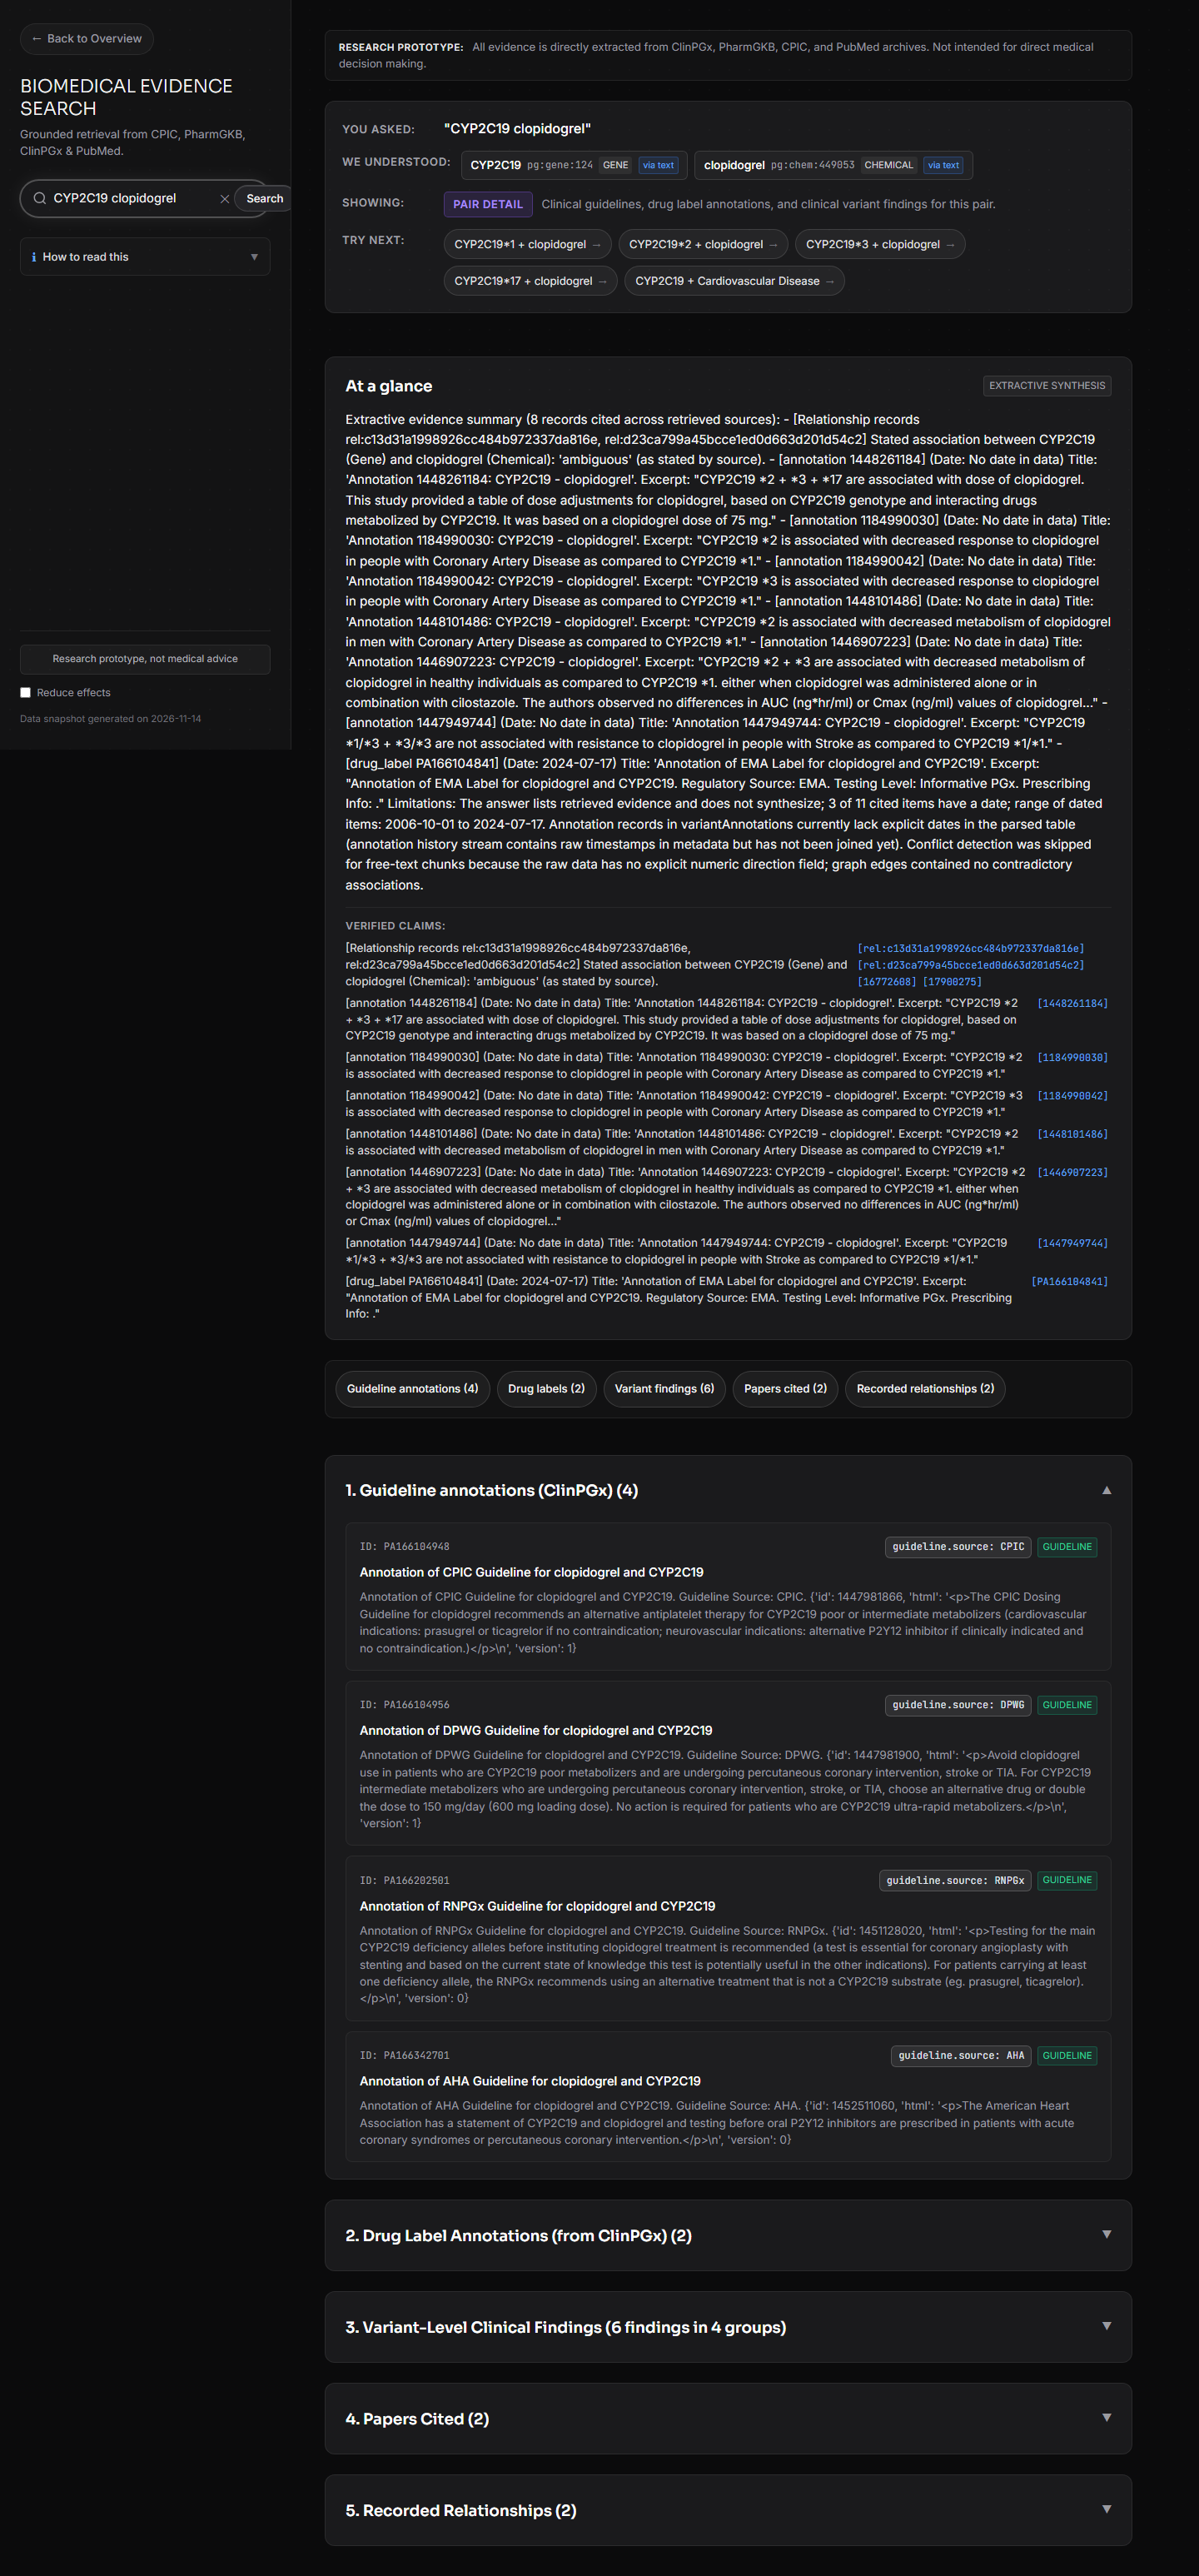 ← Back to Overview
BIOMEDICAL EVIDENCE
SEARCH
Grounded retrieval from CPIC, PharmGKB,
ClinPGx & PubMed.
CYP2C19 clopidogrel
Search
How to read this
Research prototype, not medical advice
Reduce effects
Data snapshot generated on 2026-11-14
RESEARCH PROTOTYPE: All evidence is directly extracted from ClinPGx, PharmGKB, CPIC, and PubMed archives. Not intended for direct medical
decision making.
YOU ASKED: "CYP2C19 clopidogrel"
WE UNDERSTOOD: CYP2C19 pg:gene:124 GENE via text clopidogrel pg:chem:449053 CHEMICAL via text
SHOWING: PAIR DETAIL Clinical guidelines, drug label annotations, and clinical variant findings for this pair.
TRY NEXT: CYP2C19*1 + clopidogrel → CYP2C19*2 + clopidogrel → CYP2C19*3 + clopidogrel →
CYP2C19*17 + clopidogrel → CYP2C19 + Cardiovascular Disease →
At a glance
EXTRACTIVE SYNTHESIS
Extractive evidence summary (8 records cited across retrieved sources): - [Relationship records
rel:c13d31a1998926cc484b972337da816e, rel:d23ca799a45bcce1ed0d663d201d54c2] Stated association between CYP2C19
(Gene) and clopidogrel (Chemical): 'ambiguous' (as stated by source). - [annotation 1448261184] (Date: No date in data) Title:
'Annotation 1448261184: CYP2C19 - clopidogrel'. Excerpt: "CYP2C19 *2 + *3 + *17 are associated with dose of clopidogrel.
This study provided a table of dose adjustments for clopidogrel, based on CYP2C19 genotype and interacting drugs
metabolized by CYP2C19. It was based on a clopidogrel dose of 75 mg." - [annotation 1184990030] (Date: No date in data) Title:
'Annotation 1184990030: CYP2C19 - clopidogrel'. Excerpt: "CYP2C19 *2 is associated with decreased response to clopidogrel
in people with Coronary Artery Disease as compared to CYP2C19 *1." - [annotation 1184990042] (Date: No date in data) Title:
'Annotation 1184990042: CYP2C19 - clopidogrel'. Excerpt: "CYP2C19 *3 is associated with decreased response to clopidogrel
in people with Coronary Artery Disease as compared to CYP2C19 *1." - [annotation 1448101486] (Date: No date in data) Title:
'Annotation 1448101486: CYP2C19 - clopidogrel'. Excerpt: "CYP2C19 *2 is associated with decreased metabolism of clopidogrel
in men with Coronary Artery Disease as compared to CYP2C19 *1." - [annotation 1446907223] (Date: No date in data) Title:
'Annotation 1446907223: CYP2C19 - clopidogrel'. Excerpt: "CYP2C19 *2 + *3 are associated with decreased metabolism of
clopidogrel in healthy individuals as compared to CYP2C19 *1. either when clopidogrel was administered alone or in
combination with cilostazole. The authors observed no differences in AUC (ng*hr/ml) or Cmax (ng/ml) values of clopidogrel..." -
[annotation 1447949744] (Date: No date in data) Title: 'Annotation 1447949744: CYP2C19 - clopidogrel'. Excerpt: "CYP2C19
*1/*3 + *3/*3 are not associated with resistance to clopidogrel in people with Stroke as compared to CYP2C19 *1/*1." -
[drug_label PA166104841] (Date: 2024-07-17) Title: 'Annotation of EMA Label for clopidogrel and CYP2C19'. Excerpt:
"Annotation of EMA Label for clopidogrel and CYP2C19. Regulatory Source: EMA. Testing Level: Informative PGx. Prescribing
Info: ." Limitations: The answer lists retrieved evidence and does not synthesize; 3 of 11 cited items have a date; range of dated
items: 2006-10-01 to 2024-07-17. Annotation records in variantAnnotations currently lack explicit dates in the parsed table
(annotation history stream contains raw timestamps in metadata but has not been joined yet). Conflict detection was skipped
for free-text chunks because the raw data has no explicit numeric direction field; graph edges contained no contradictory
associations.
VERIFIED CLAIMS:
[Relationship records rel:c13d31a1998926cc484b972337da816e, [rel:c13d31a1998926cc484b972337da816e]
rel:d23ca799a45bcce1ed0d663d201d54c2] Stated association between CYP2C19 (Gene) and [rel:d23ca799a45bcce1ed0d663d201d54c2]
clopidogrel (Chemical): 'ambiguous' (as stated by source). [16772608] [17900275]
[annotation 1448261184] (Date: No date in data) Title: 'Annotation 1448261184: CYP2C19 - clopidogrel'. Excerpt: "CYP2C19 *2 [1448261184]
+ *3 + *17 are associated with dose of clopidogrel. This study provided a table of dose adjustments for clopidogrel, based on
CYP2C19 genotype and interacting drugs metabolized by CYP2C19. It was based on a clopidogrel dose of 75 mg."
[annotation 1184990030] (Date: No date in data) Title: 'Annotation 1184990030: CYP2C19 - clopidogrel'. Excerpt: "CYP2C19 *2 [1184990030]
is associated with decreased response to clopidogrel in people with Coronary Artery Disease as compared to CYP2C19 *1."
[annotation 1184990042] (Date: No date in data) Title: 'Annotation 1184990042: CYP2C19 - clopidogrel'. Excerpt: "CYP2C19 *3 [1184990042]
is associated with decreased response to clopidogrel in people with Coronary Artery Disease as compared to CYP2C19 *1."
[annotation 1448101486] (Date: No date in data) Title: 'Annotation 1448101486: CYP2C19 - clopidogrel'. Excerpt: "CYP2C19 *2 [1448101486]
is associated with decreased metabolism of clopidogrel in men with Coronary Artery Disease as compared to CYP2C19 *1."
[annotation 1446907223] (Date: No date in data) Title: 'Annotation 1446907223: CYP2C19 - clopidogrel'. Excerpt: "CYP2C19 *2 [1446907223]
+ *3 are associated with decreased metabolism of clopidogrel in healthy individuals as compared to CYP2C19 *1. either when
clopidogrel was administered alone or in combination with cilostazole. The authors observed no differences in AUC (ng*hr/ml)
or Cmax (ng/ml) values of clopidogrel..."
[annotation 1447949744] (Date: No date in data) Title: 'Annotation 1447949744: CYP2C19 - clopidogrel'. Excerpt: "CYP2C19 [1447949744]
*1/*3 + *3/*3 are not associated with resistance to clopidogrel in people with Stroke as compared to CYP2C19 *1/*1."
[drug_label PA166104841] (Date: 2024-07-17) Title: 'Annotation of EMA Label for clopidogrel and CYP2C19'. Excerpt: [PA166104841]
"Annotation of EMA Label for clopidogrel and CYP2C19. Regulatory Source: EMA. Testing Level: Informative PGx. Prescribing
Info: ."
Guideline annotations (4) Drug labels (2) Variant findings (6) Papers cited (2) Recorded relationships (2)
1. Guideline annotations (ClinPGx) (4)
ID: PA166104948 guideline.source: CPIC GUIDELINE
Annotation of CPIC Guideline for clopidogrel and CYP2C19
Annotation of CPIC Guideline for clopidogrel and CYP2C19. Guideline Source: CPIC. {'id': 1447981866, 'html': '<p>The CPIC Dosing
Guideline for clopidogrel recommends an alternative antiplatelet therapy for CYP2C19 poor or intermediate metabolizers (cardiovascular
indications: prasugrel or ticagrelor if no contraindication; neurovascular indications: alternative P2Y12 inhibitor if clinically indicated and
no contraindication.)</p>\n', 'version': 1}
ID: PA166104956 guideline.source: DPWG GUIDELINE
Annotation of DPWG Guideline for clopidogrel and CYP2C19
Annotation of DPWG Guideline for clopidogrel and CYP2C19. Guideline Source: DPWG. {'id': 1447981900, 'html': '<p>Avoid clopidogrel
use in patients who are CYP2C19 poor metabolizers and are undergoing percutaneous coronary intervention, stroke or TIA. For CYP2C19
intermediate metabolizers who are undergoing percutaneous coronary intervention, stroke, or TIA, choose an alternative drug or double
the dose to 150 mg/day (600 mg loading dose). No action is required for patients who are CYP2C19 ultra-rapid metabolizers.</p>\n',
'version': 1}
ID: PA166202501 guideline.source: RNPGx GUIDELINE
Annotation of RNPGx Guideline for clopidogrel and CYP2C19
Annotation of RNPGx Guideline for clopidogrel and CYP2C19. Guideline Source: RNPGx. {'id': 1451128020, 'html': '<p>Testing for the main
CYP2C19 deficiency alleles before instituting clopidogrel treatment is recommended (a test is essential for coronary angioplasty with
stenting and based on the current state of knowledge this test is potentially useful in the other indications). For patients carrying at least
one deficiency allele, the RNPGx recommends using an alternative treatment that is not a CYP2C19 substrate (eg. prasugrel, ticagrelor).
</p>\n', 'version': 0}
ID: PA166342701 guideline.source: AHA GUIDELINE
Annotation of AHA Guideline for clopidogrel and CYP2C19
Annotation of AHA Guideline for clopidogrel and CYP2C19. Guideline Source: AHA. {'id': 1452511060, 'html': '<p>The American Heart
Association has a statement of CYP2C19 and clopidogrel and testing before oral P2Y12 inhibitors are prescribed in patients with acute
coronary syndromes or percutaneous coronary intervention.</p>\n', 'version': 0}
2. Drug Label Annotations (from ClinPGx) (2)
3. Variant-Level Clinical Findings (6 findings in 4 groups)
4. Papers Cited (2)
5. Recorded Relationships (2)